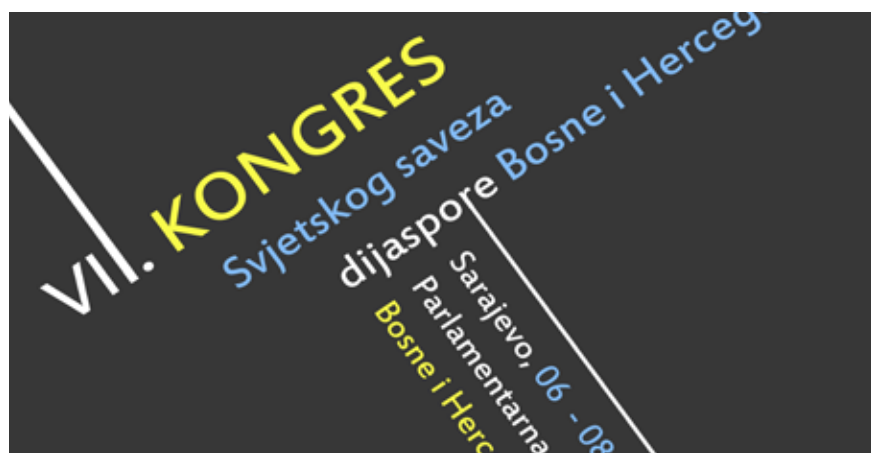 VII. KONGRES
Svjetskog saveza
dijaspore Bosne i Herceg
Sarajevo, 06 - 08
Parlamentarna
Bosne i Herc